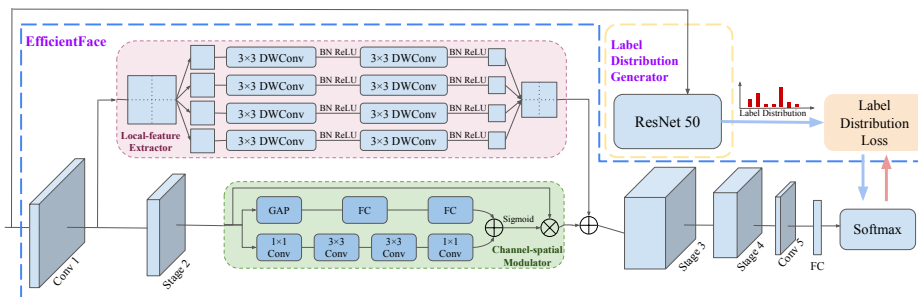 EfficientFace
3×3 DWConv
BN ReLU
3×3 DWConv
BN ReLU
3×3 DWConv
BN ReLU
3×3 DWConv
BN ReLU
3×3 DWConv
BN ReLU
3×3 DWConv
BN ReLU
3×3 DWConv
BN ReLU
3×3 DWConv
BN ReLU
Local-feature
Extractor
Label
Distribution
Generator
ResNet 50
Label Distribution
Label
Distribution
Loss
Conv 1
Stage 2
GAP
FC
FC
Sigmoid
1×1
Conv
3×3
Conv
3×3
Conv
1×1
Conv
Channel-spatial
Modulator
Stage 3
Stage 4
Conv 5
FC
Softmax